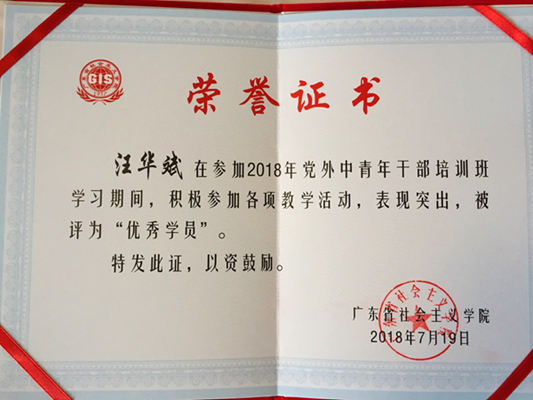 GIS
荣誉证书
汪华斌 在参加2018年党外中青年干部培训班
学习期间，积极参加各项教学活动，表现突出，被
评为“优秀学员”。
特发此证，以资鼓励。
广东省社会主义学院
2018年7月19日